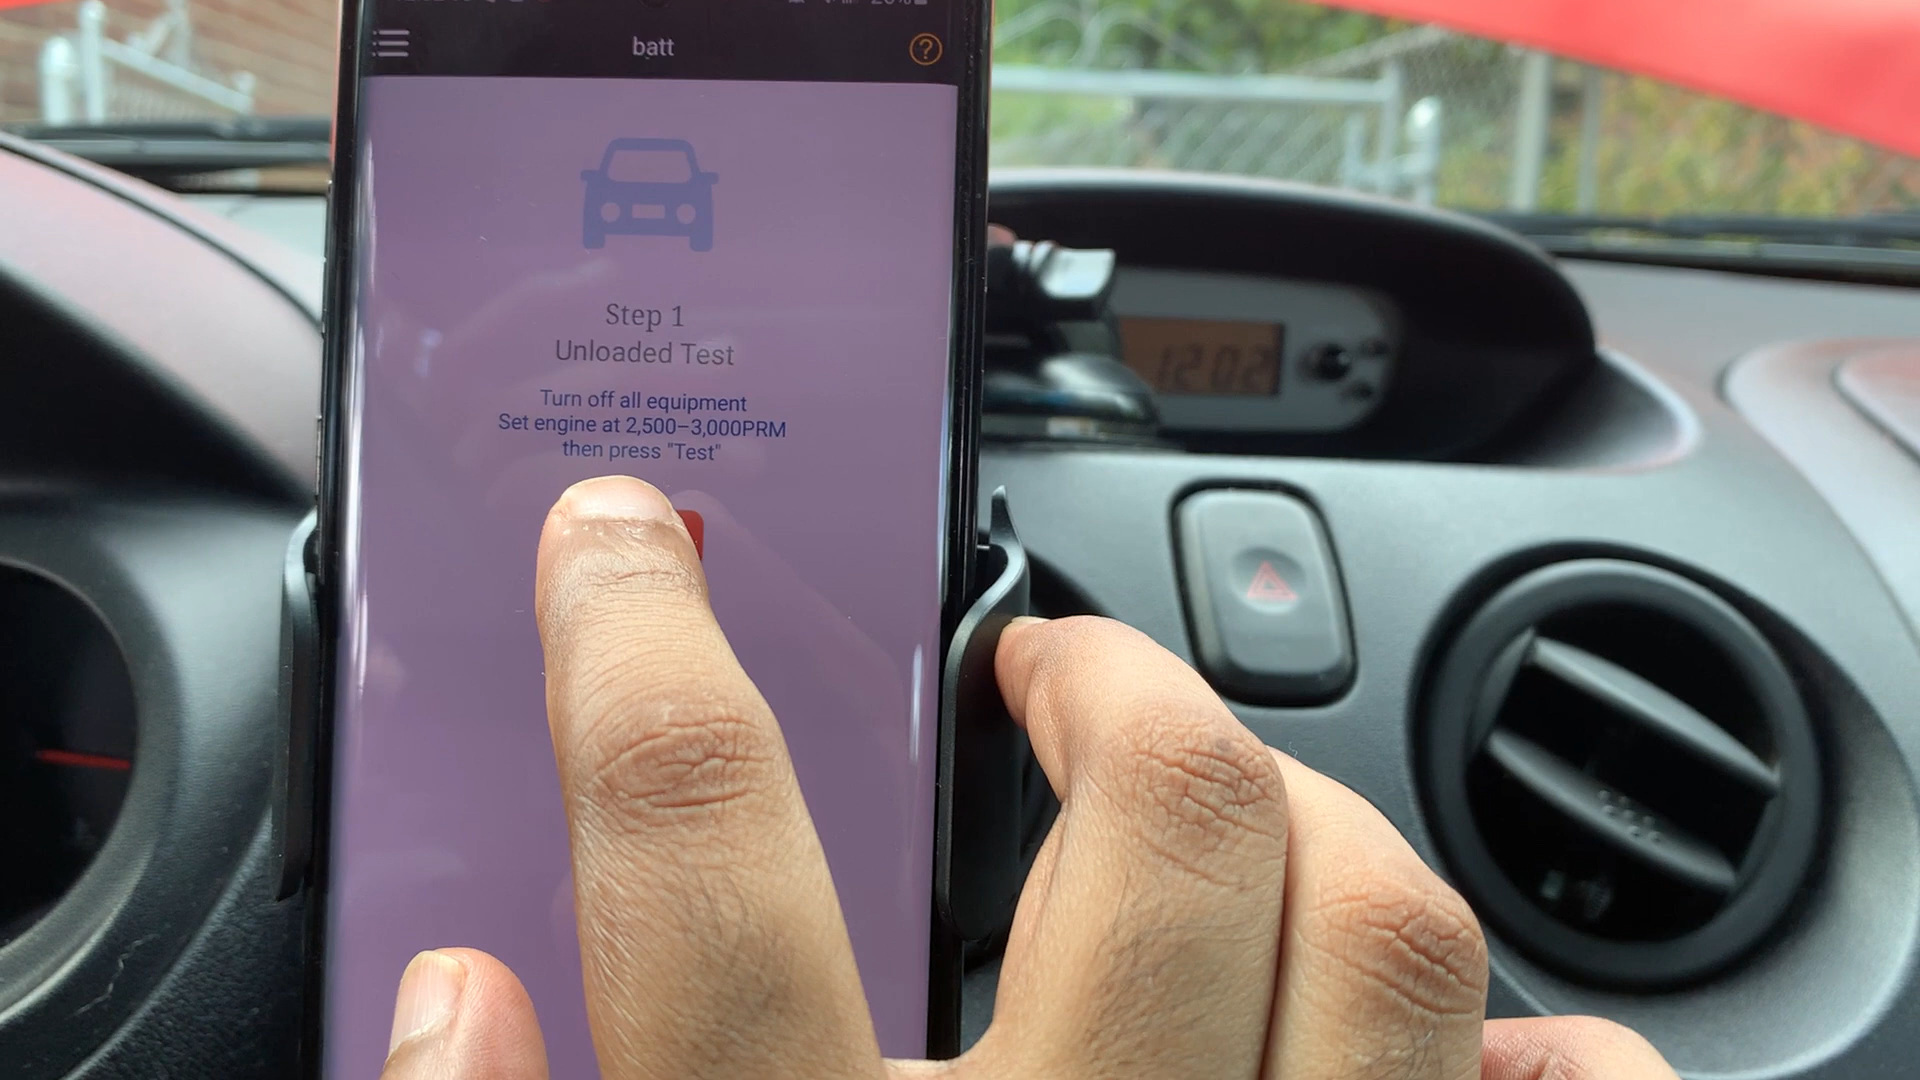 batt
?
Step 1
Unloaded Test
Turn off all equipment
Set engine at 2,500–3,000PRM
then press "Test"
12:02